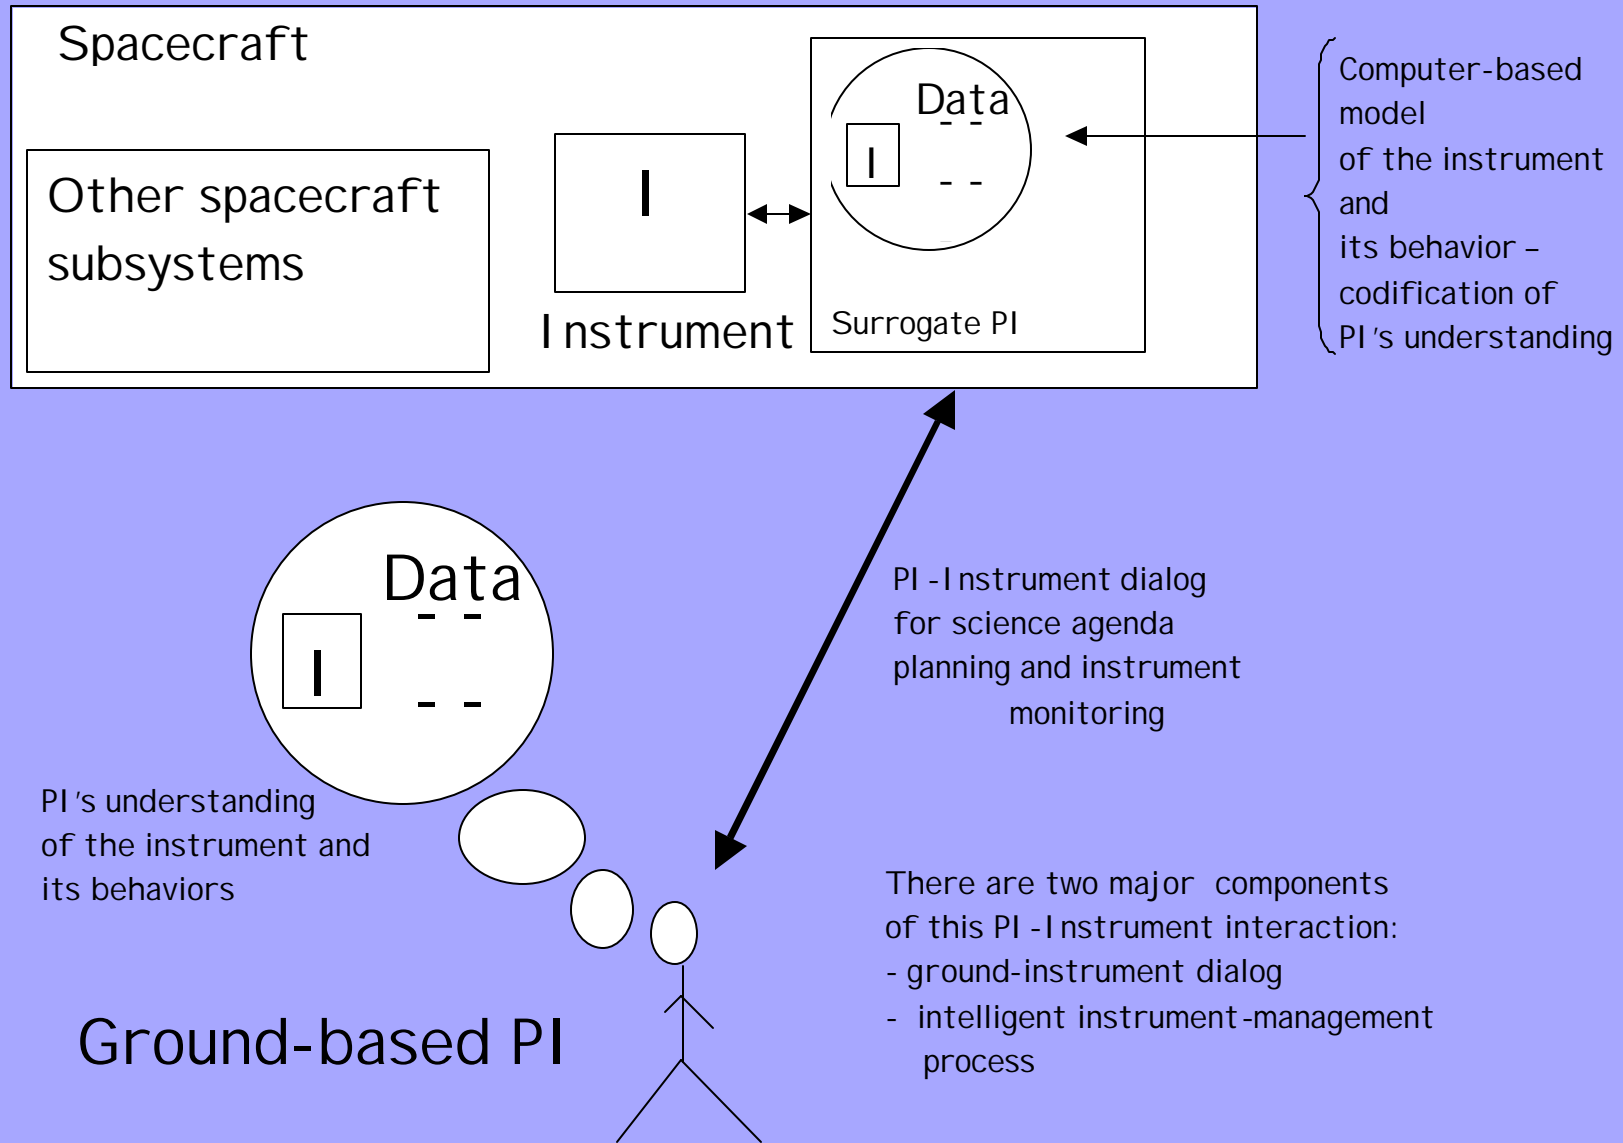 Spacecraft
Other spacecraft
subsystems
I
Instrument
Data
- -
I
- -
Surrogate PI
Computer-based
model
of the instrument
and
its behavior –
codification of
PI's understanding
Data
- -
I
- -
PI's understanding
of the instrument and
its behaviors
Ground-based PI
PI-Instrument dialog
for science agenda
planning and instrument
monitoring
There are two major components
of this PI-Instrument interaction:
- ground-instrument dialog
- intelligent instrument-management
process